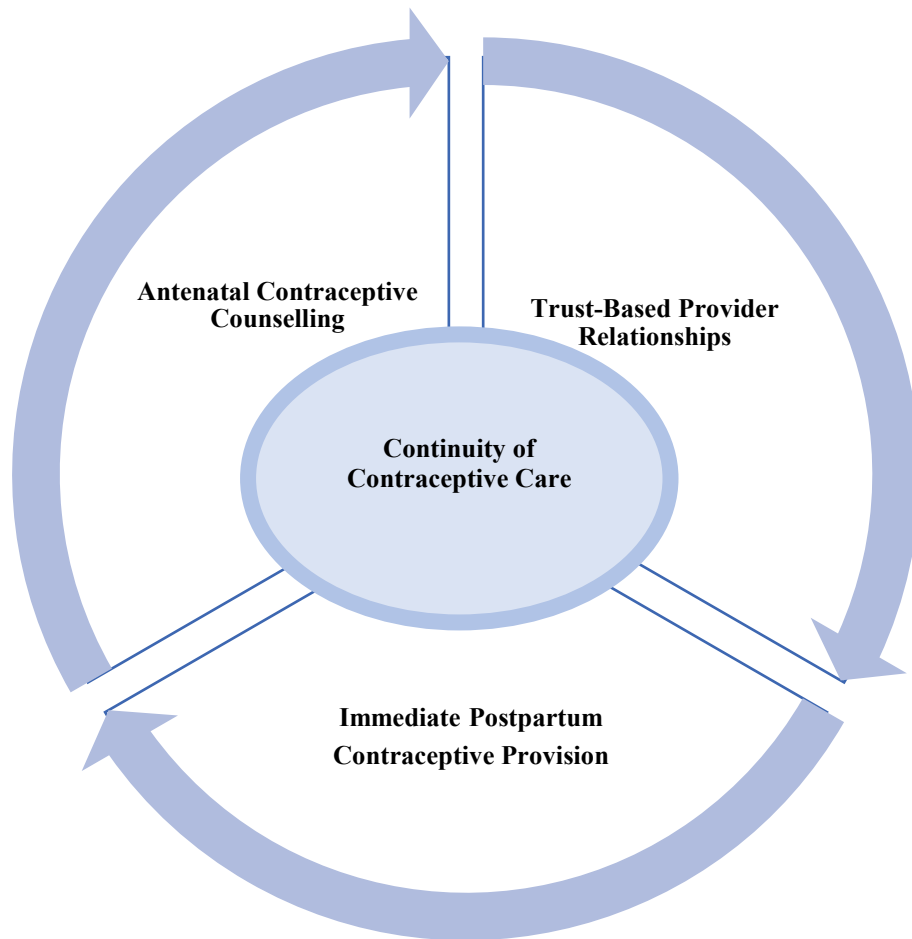 Antenatal Contraceptive
Counselling
Trust-Based Provider
Relationships
Continuity of
Contraceptive Care
Immediate Postpartum
Contraceptive Provision